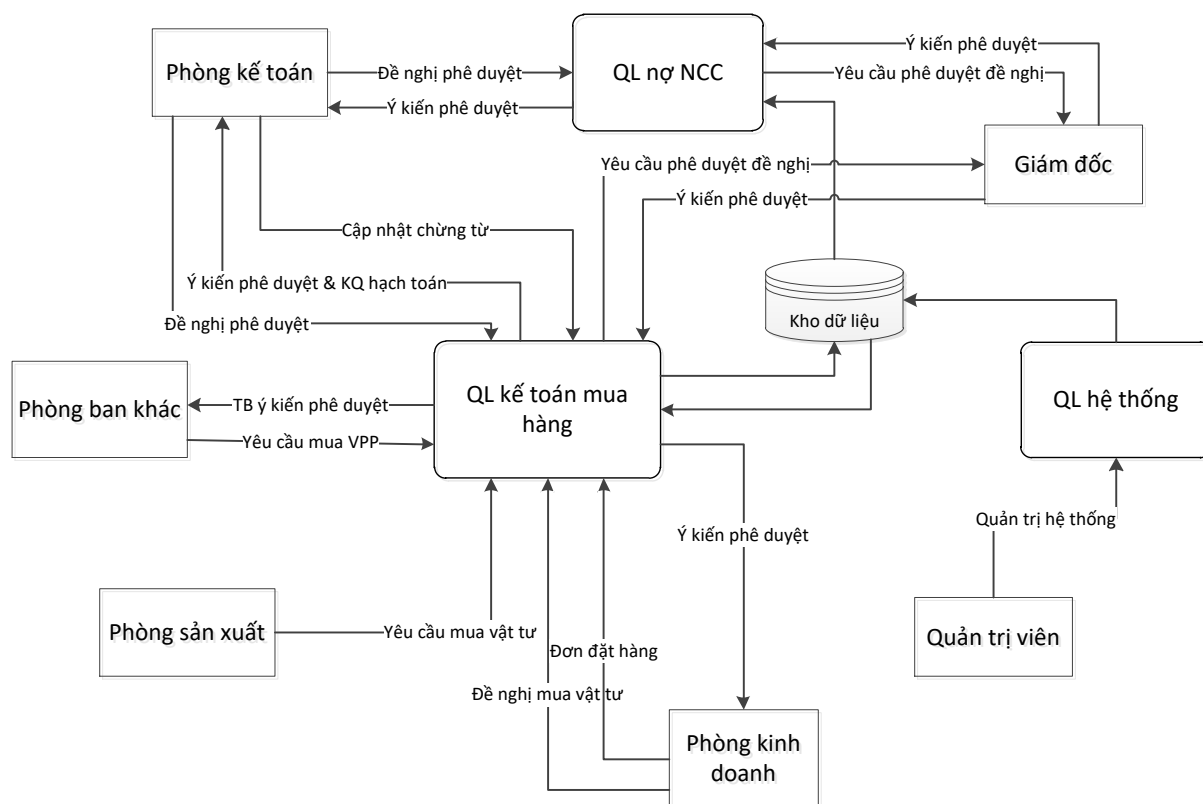 Ý kiến phê duyệt
Phòng kế toán
Đề nghị phê duyệt
QL nợ NCC
Yêu cầu phê duyệt đề nghị
Ý kiến phê duyệt
Yêu cầu phê duyệt đề nghị
Giám đốc
Ý kiến phê duyệt
Cập nhật chừng từ
Ý kiến phê duyệt & KQ hạch toán
Đề nghị phê duyệt
Kho dữ liệu
Phòng ban khác
TB ý kiến phê duyệt
QL kế toán mua
hàng
QL hệ thống
Yêu cầu mua VPP
Quản trị hệ thống
Ý kiến phê duyệt
Phòng sản xuất
Yêu cầu mua vật tư
Quản trị viên
Đơn đặt hàng
Đề nghị mua vật tư
Phòng kinh
doanh